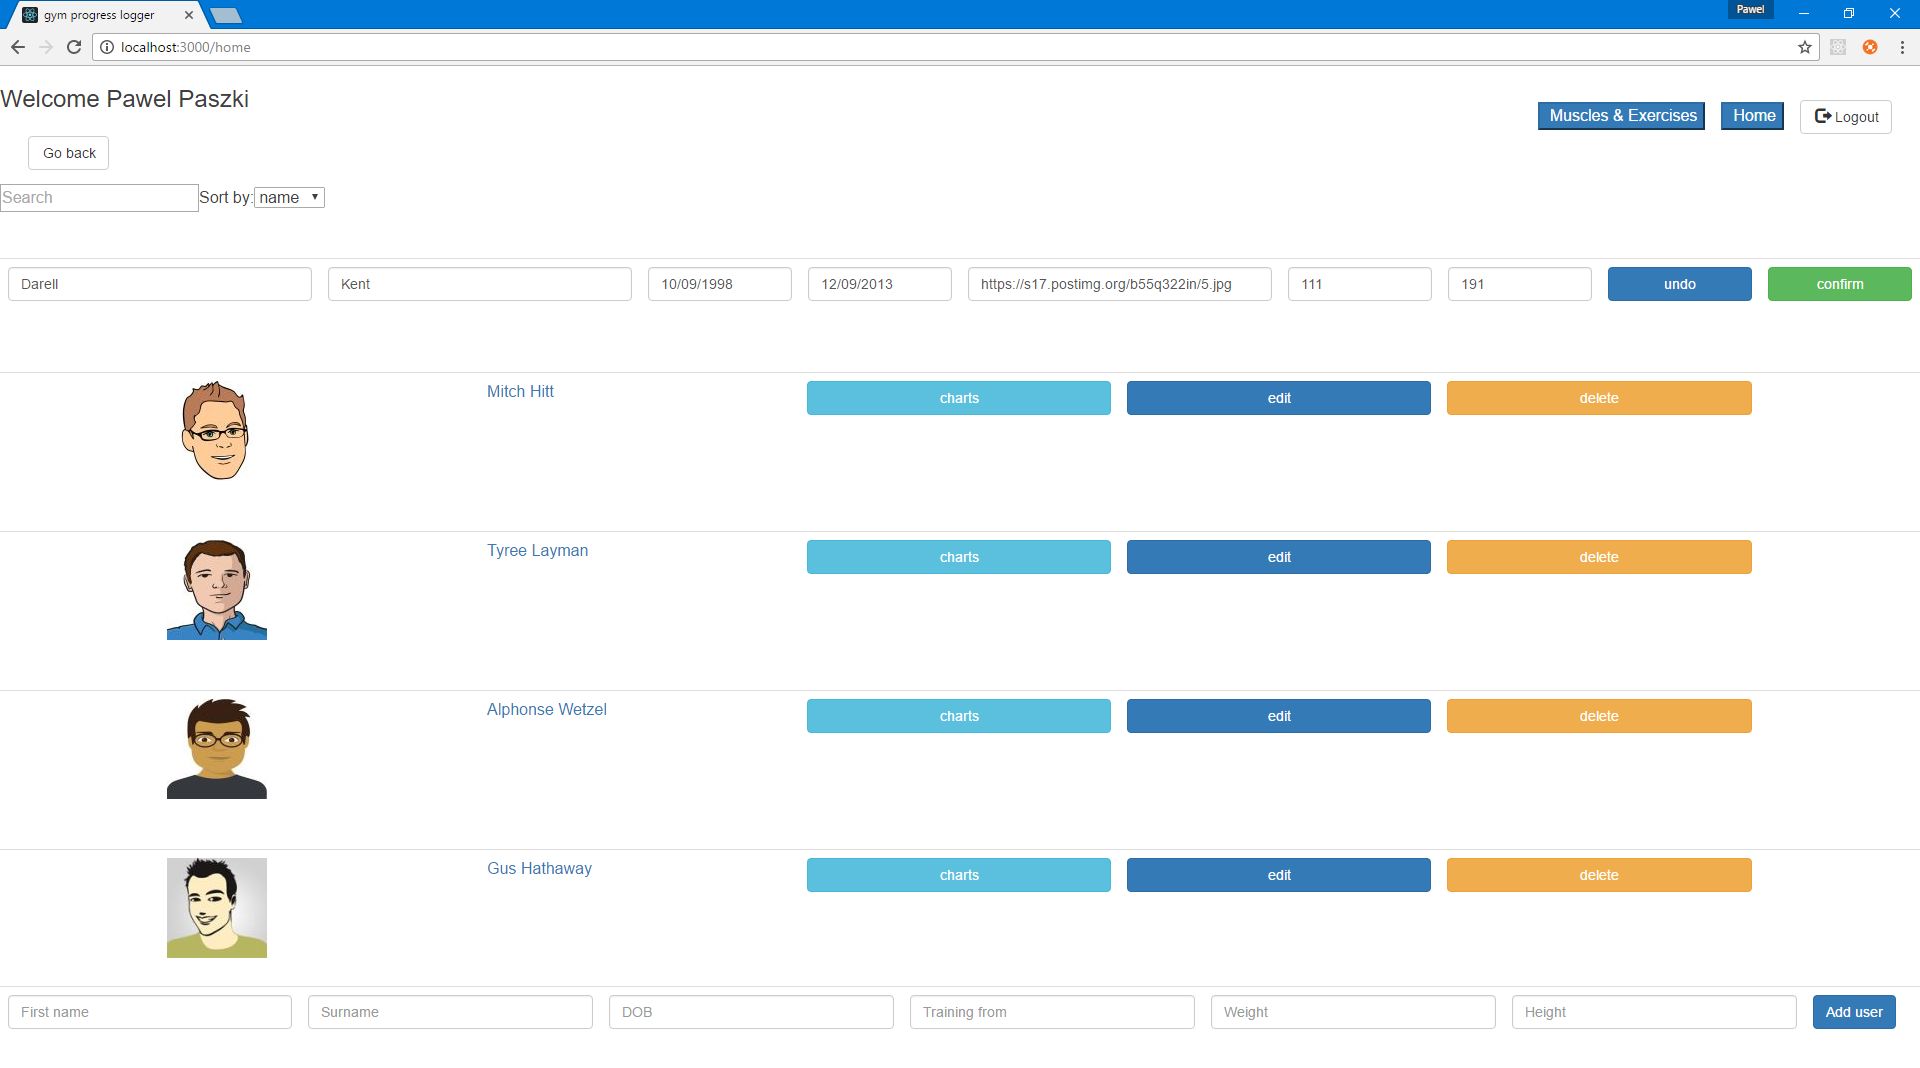 gym progress logger
Pawel
localhost:3000/home
Welcome Pawel Paszki
Muscles & Exercises Home Logout
Go back
Search Sort by: name
Darell Kent 10/09/1998 12/09/2013 https://s17.postimg.org/b55q322in/5.jpg 111 191 undo confirm
Mitch Hitt charts edit delete
Tyree Layman charts edit delete
Alphonse Wetzel charts edit delete
Gus Hathaway charts edit delete
First name Surname DOB Training from Weight Height Add user